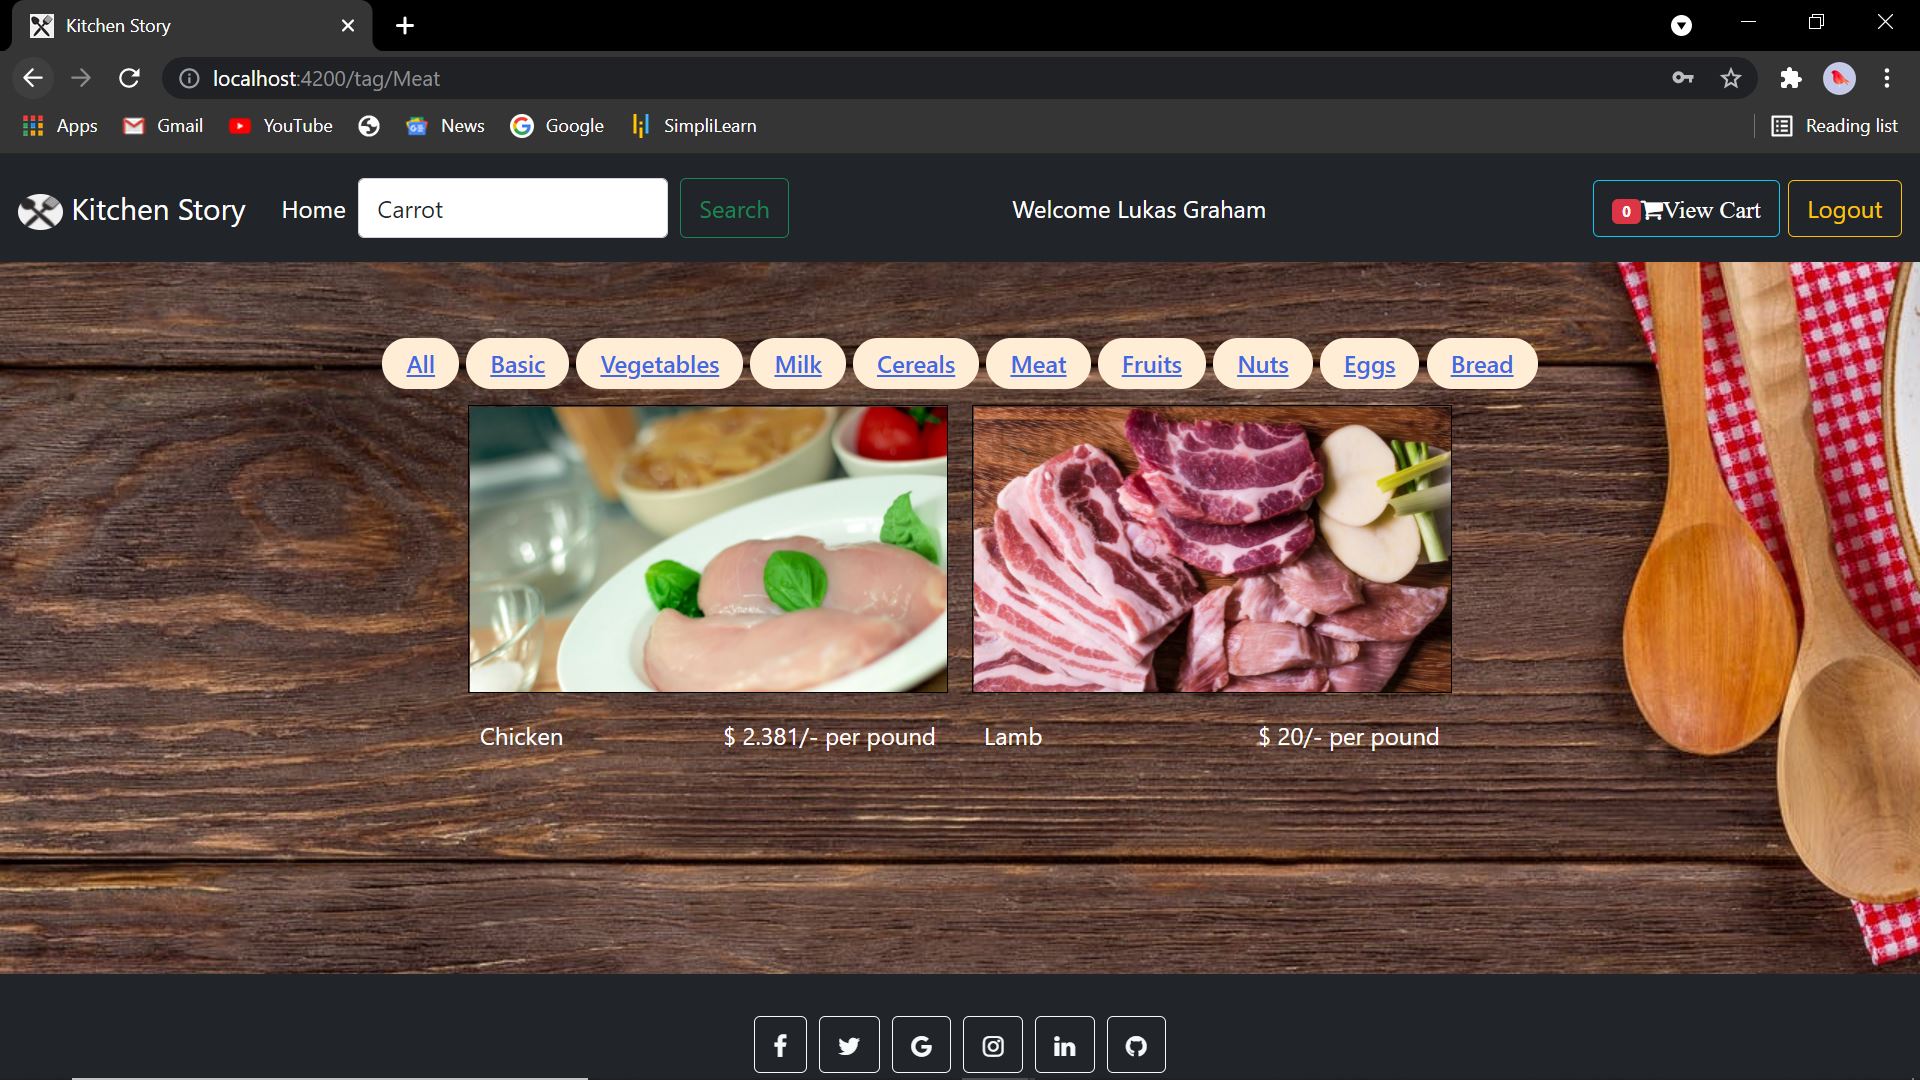 Kitchen Story
localhost:4200/tag/Meat
Apps Gmail YouTube News Google SimpliLearn Reading list
Kitchen Story Home Carrot Search Welcome Lukas Graham 0 View Cart Logout
All Basic Vegetables Milk Cereals Meat Fruits Nuts Eggs Bread
Chicken $ 2.381/- per pound Lamb $ 20/- per pound